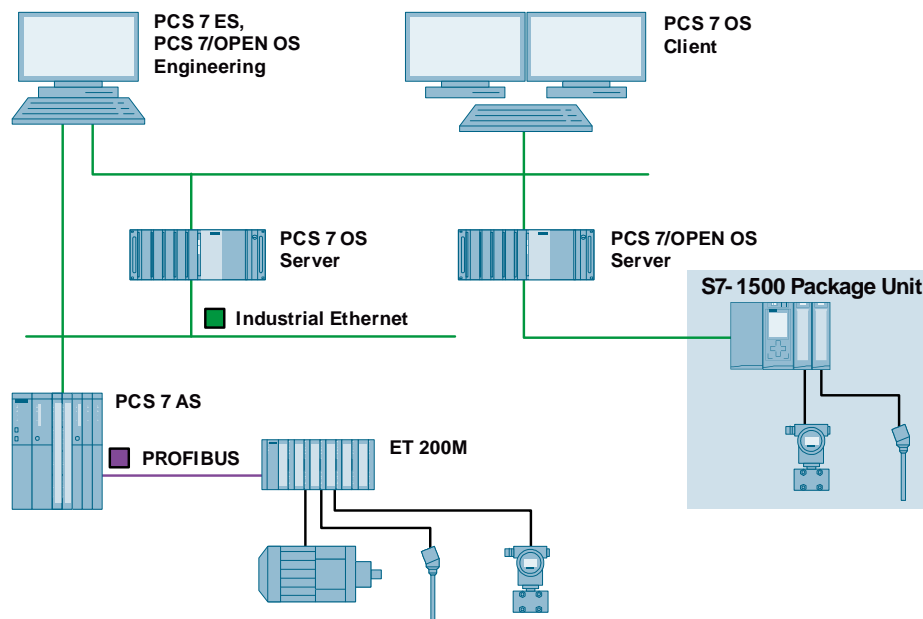 PCS 7 ES,
PCS 7/OPEN OS
Engineering
PCS 7 OS
Client
PCS 7 OS
Server
PCS 7/OPEN OS
Server
S7-1500 Package Unit
Industrial Ethernet
PCS 7 AS
PROFIBUS
ET 200M